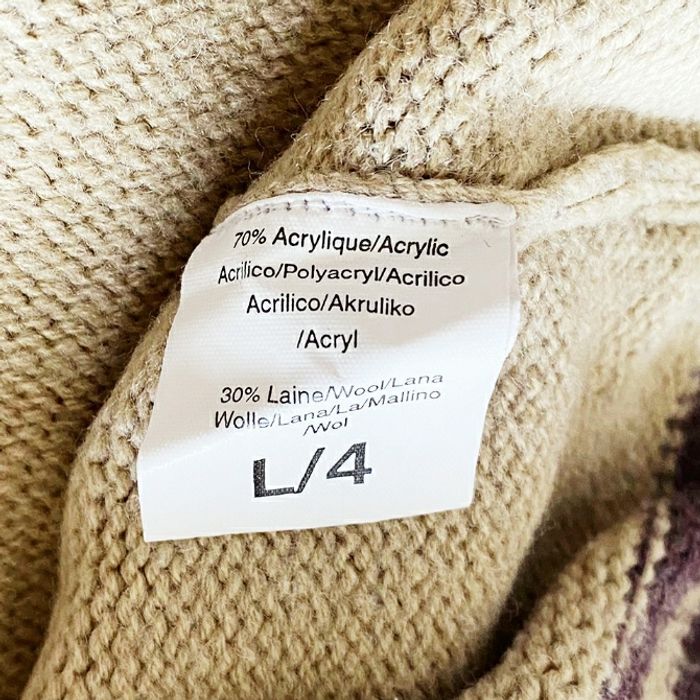 70% Acrylique/Acrylic
Acrilico/Polyacryl/Acrilico
Acrilico/Akruliko
/Acryl
30% Laine/Wool/Lana
Wolle/Lana/La/Mallino
/Wol
L/4